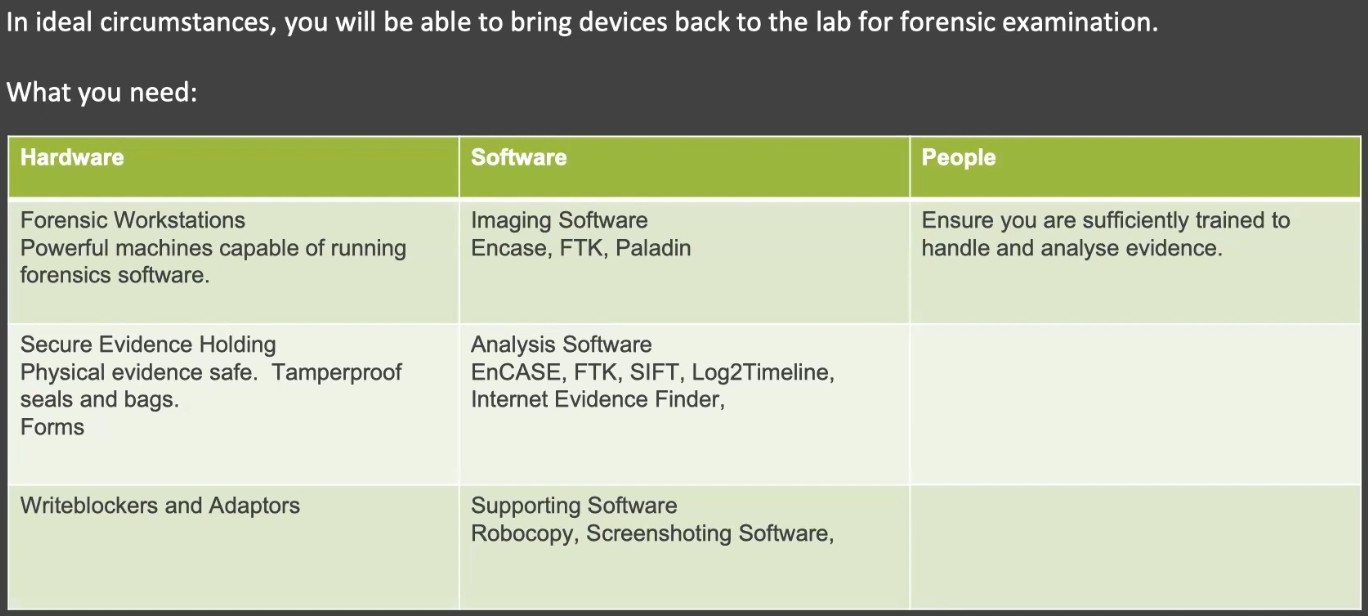 In ideal circumstances, you will be able to bring devices back to the lab for forensic examination.
What you need:
Hardware
Software
People
Forensic Workstations
Powerful machines capable of running
forensics software.
Imaging Software
Encase, FTK, Paladin
Ensure you are sufficiently trained to
handle and analyse evidence.
Secure Evidence Holding
Physical evidence safe.  Tamperproof
seals and bags.
Forms
Analysis Software
EnCASE, FTK, SIFT, Log2Timeline,
Internet Evidence Finder,
Writeblockers and Adaptors
Supporting Software
Robocopy, Screenshoting Software,